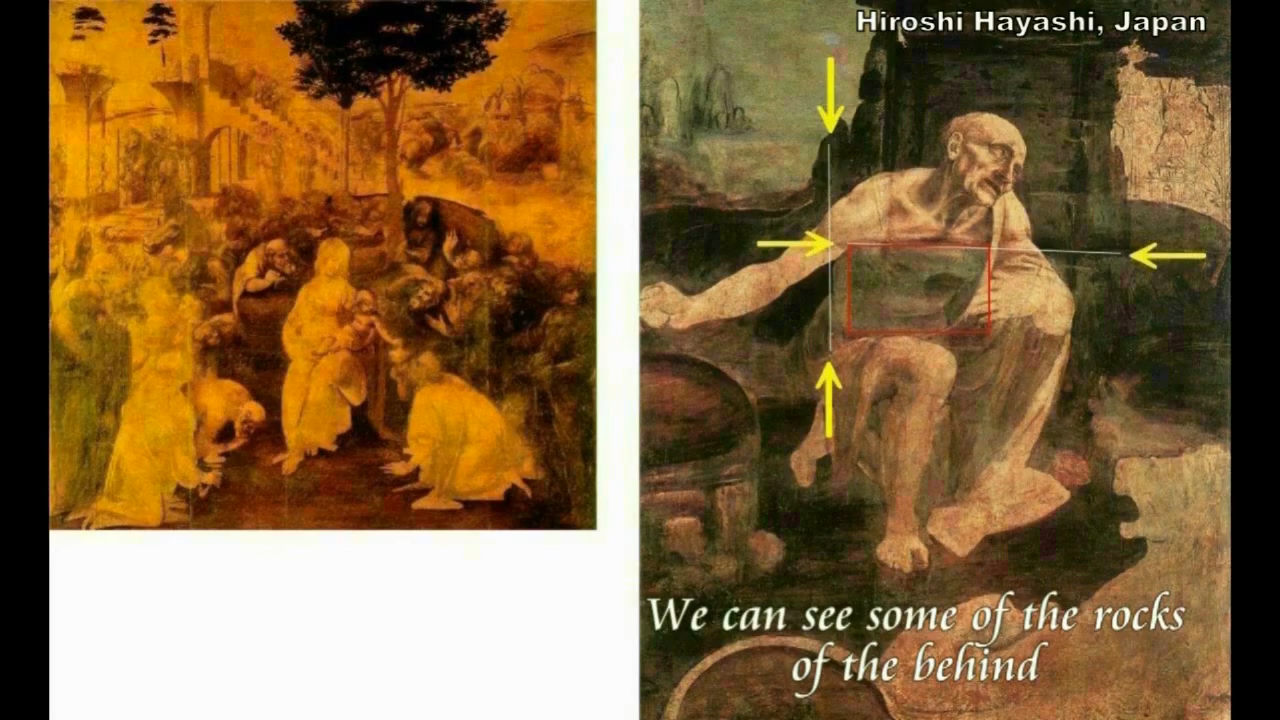 Hiroshi Hayashi, Japan
We can see some of the rocks
of the behind